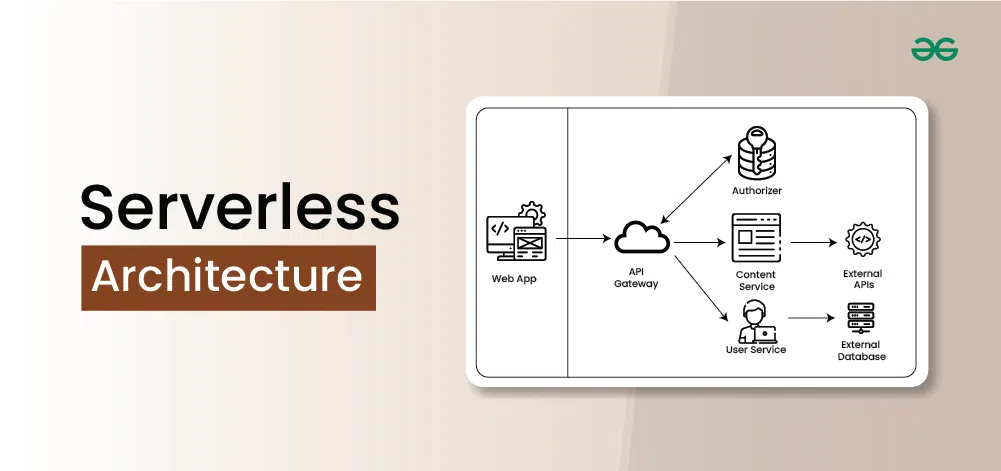 Serverless
Architecture
Authorizer
Web App
API
Gateway
Content
Service
External
APIs
User Service
External
Database